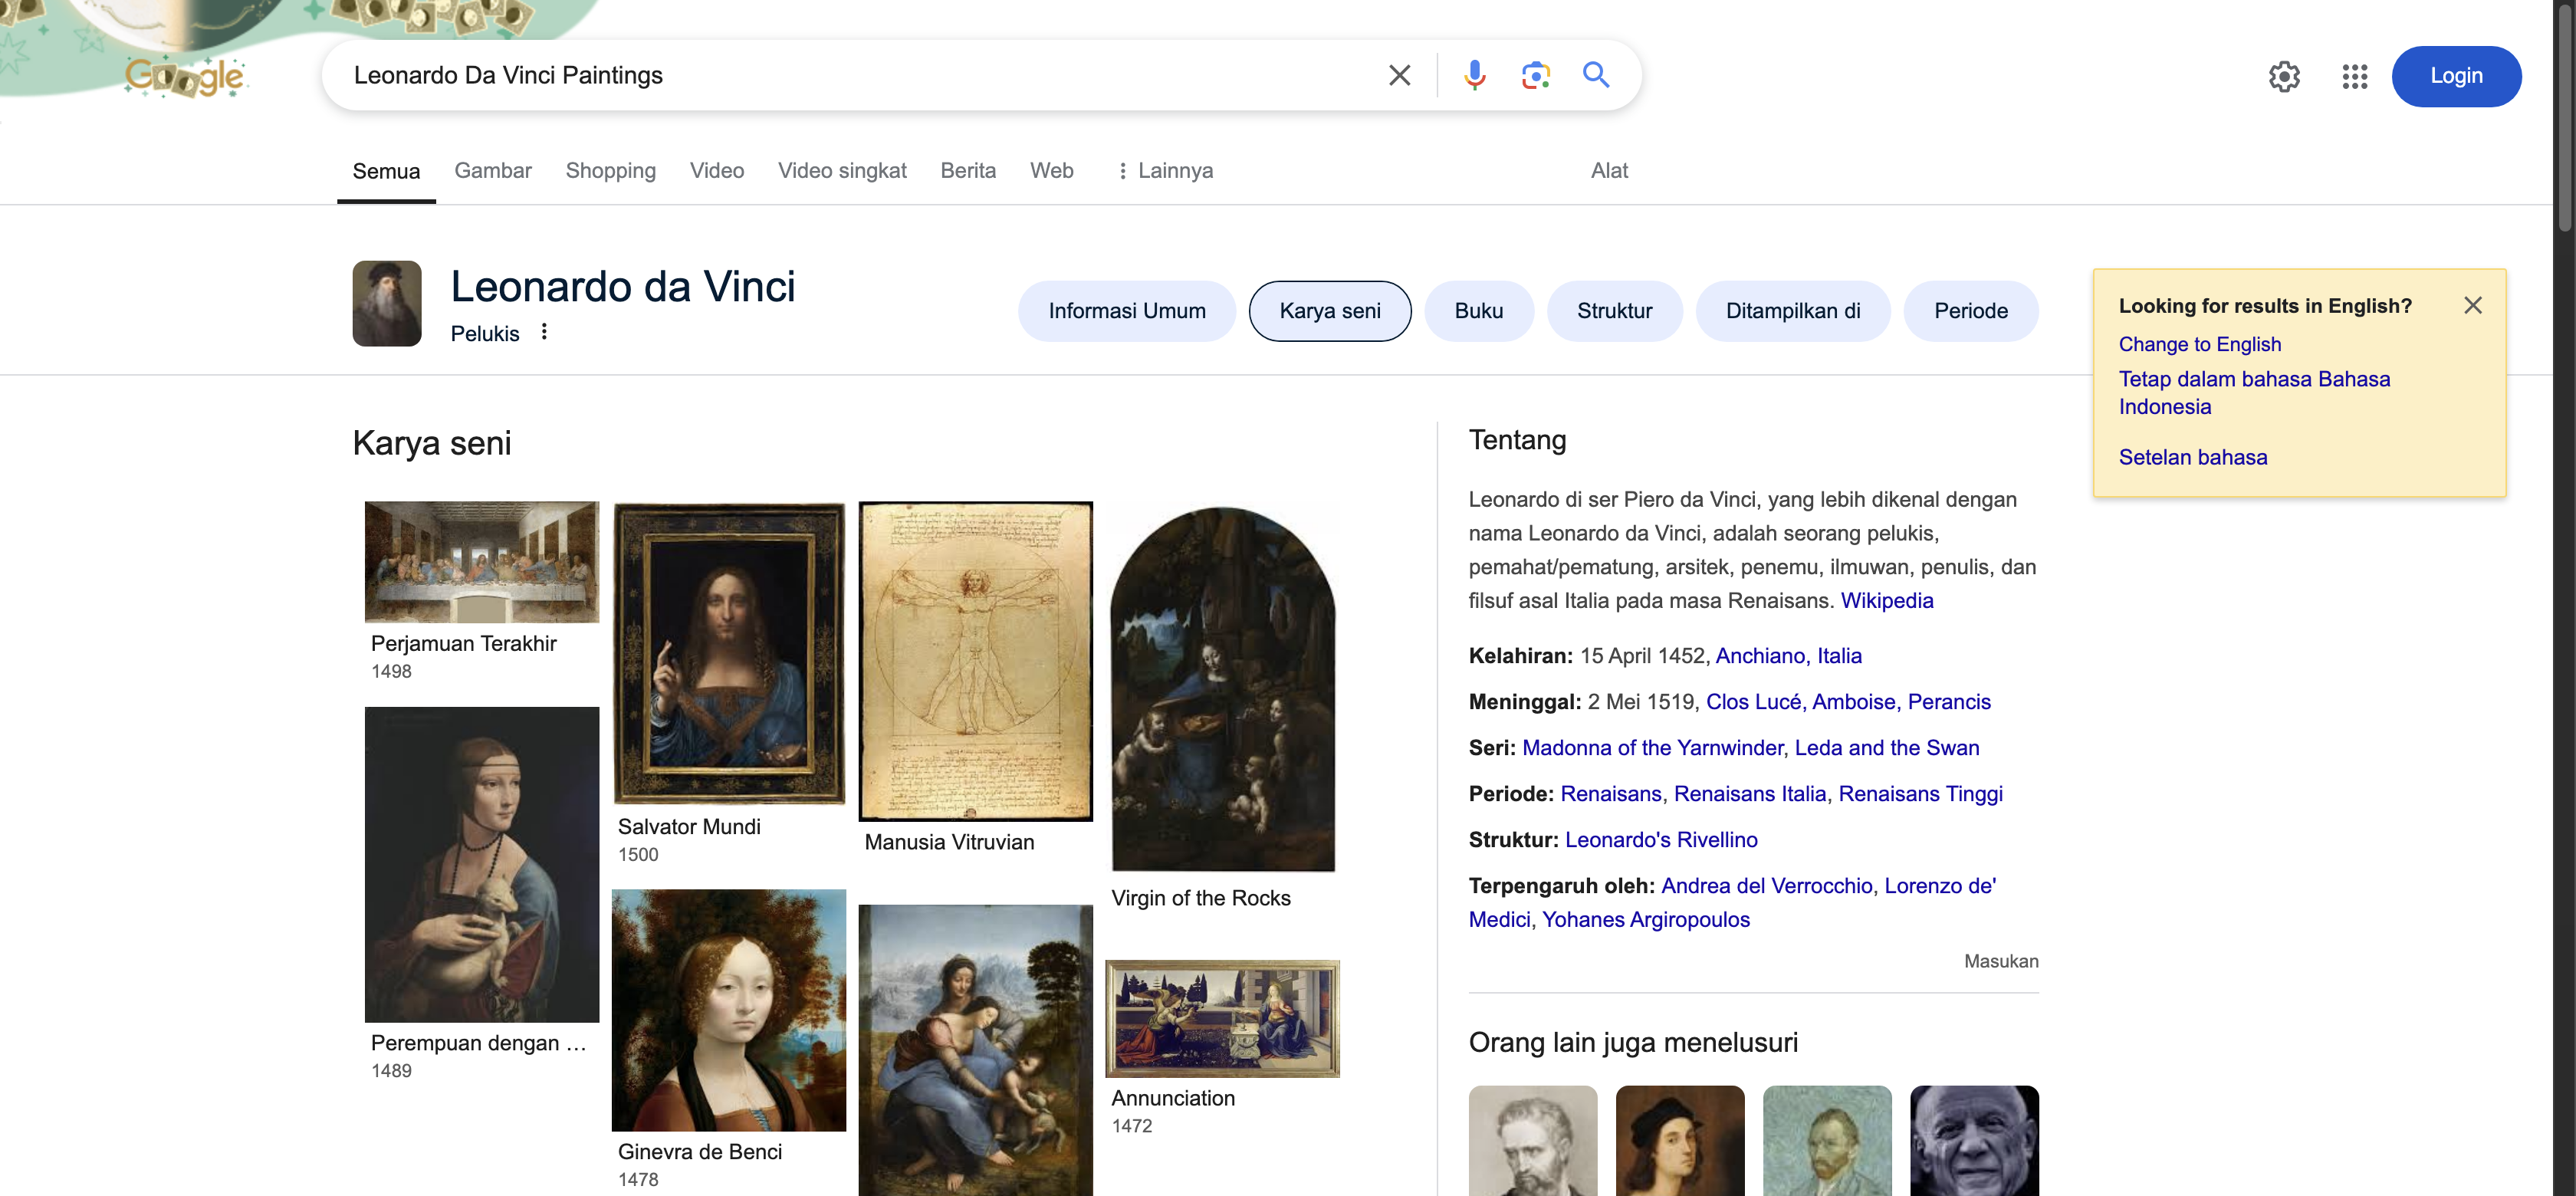 Google
Leonardo Da Vinci Paintings
Login
Semua
Gambar
Shopping
Video
Video singkat
Berita
Web
Lainnya
Alat
Leonardo da Vinci
Pelukis
Informasi Umum
Karya seni
Buku
Struktur
Ditampilkan di
Periode
Looking for results in English?
Change to English
Tetap dalam bahasa Bahasa
Indonesia
Setelan bahasa
Karya seni
Perjamuan Terakhir
1498
Perempuan dengan ...
1489
Salvator Mundi
1500
Ginevra de Benci
1478
Manusia Vitruvian
Virgin of the Rocks
Annunciation
1472
Tentang
Leonardo di ser Piero da Vinci, yang lebih dikenal dengan
nama Leonardo da Vinci, adalah seorang pelukis,
pemahat/pematung, arsitek, penemu, ilmuwan, penulis, dan
filsuf asal Italia pada masa Renaisans. Wikipedia
Kelahiran: 15 April 1452, Anchiano, Italia
Meninggal: 2 Mei 1519, Clos Lucé, Amboise, Perancis
Seri: Madonna of the Yarnwinder, Leda and the Swan
Periode: Renaisans, Renaisans Italia, Renaisans Tinggi
Struktur: Leonardo's Rivellino
Terpengaruh oleh: Andrea del Verrocchio, Lorenzo de'
Medici, Yohanes Argiropoulos
Masukan
Orang lain juga menelusuri